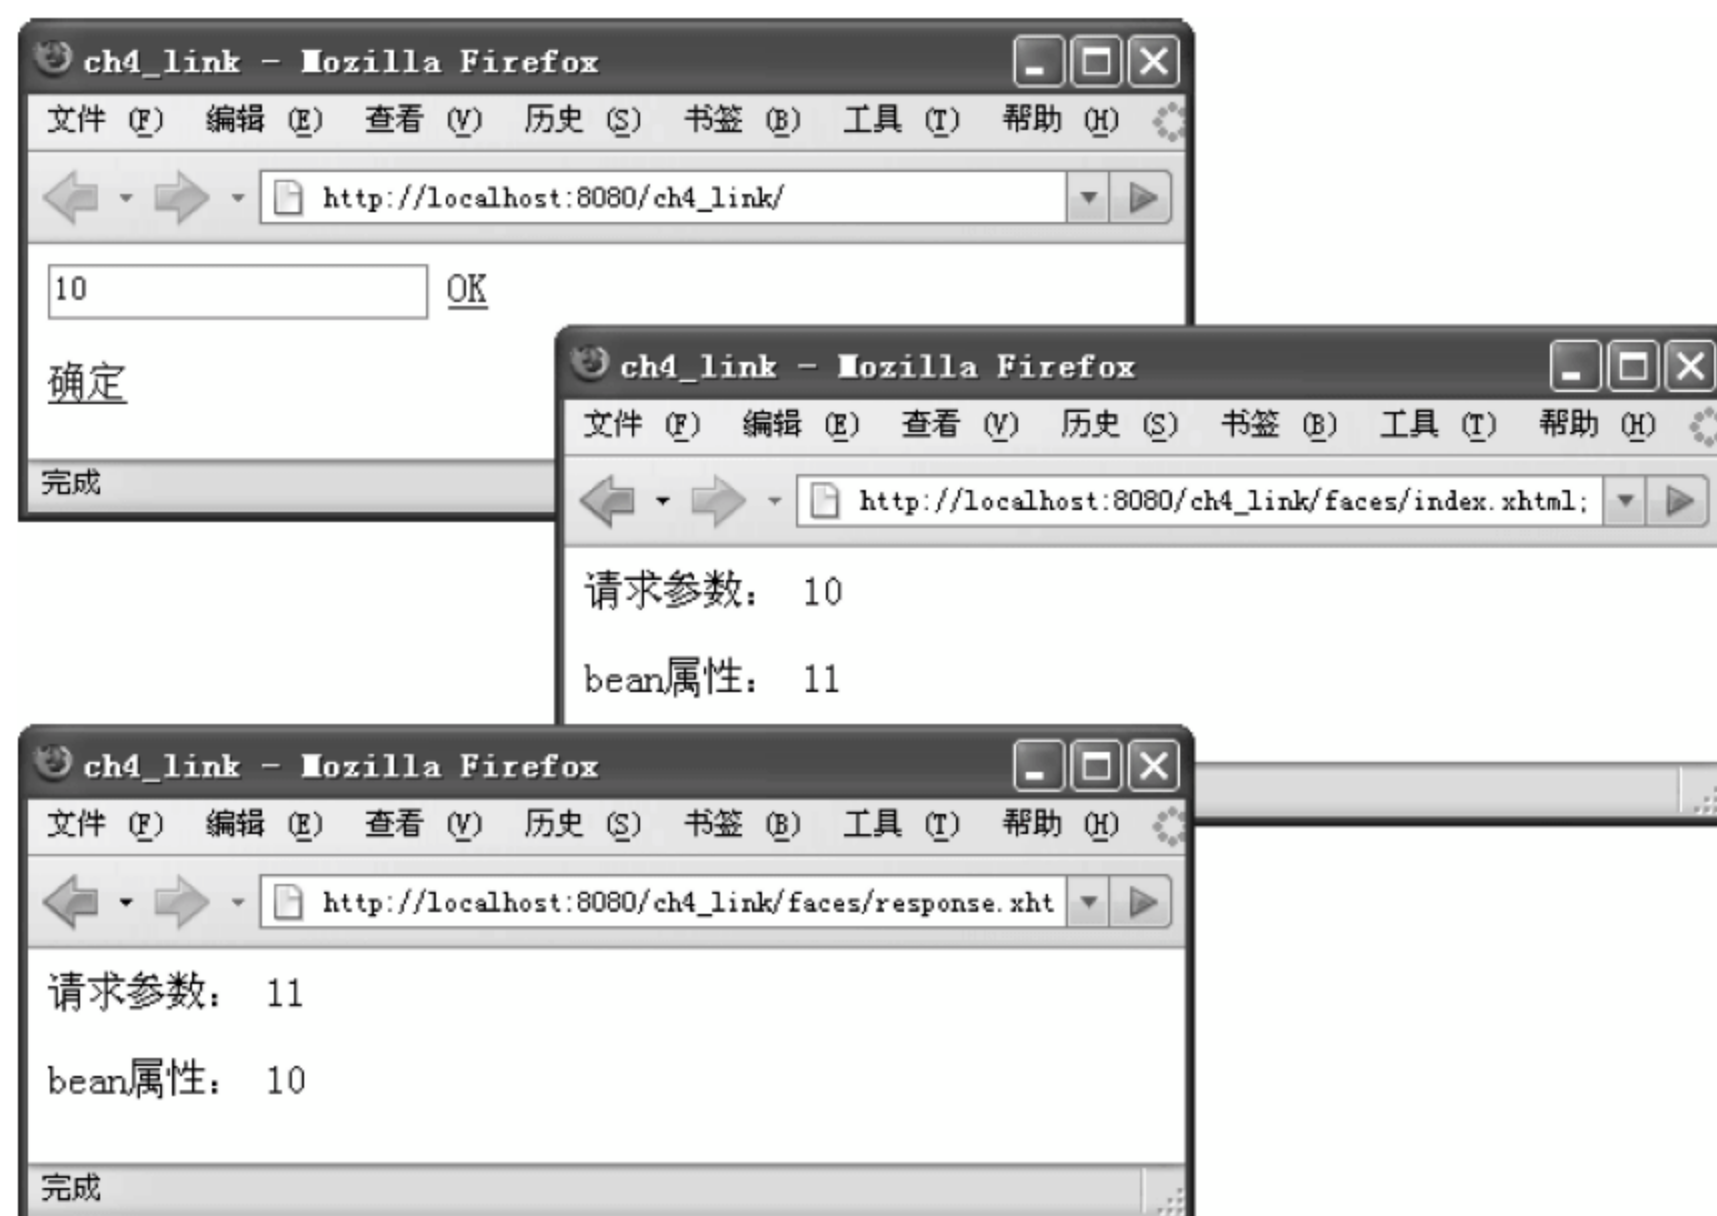 ch4_link - Mozilla Firefox
文件 (F) 编辑 (E) 查看 (V) 历史 (S) 书签 (B) 工具 (T) 帮助 (H)
http://localhost:8080/ch4_link/
10 OK
确定
完成
ch4_link - Mozilla Firefox
文件 (F) 编辑 (E) 查看 (V) 历史 (S) 书签 (B) 工具 (T) 帮助 (H)
http://localhost:8080/ch4_link/faces/index.xhtml;
请求参数： 10
bean属性： 11
ch4_link - Mozilla Firefox
文件 (F) 编辑 (E) 查看 (V) 历史 (S) 书签 (B) 工具 (T) 帮助 (H)
http://localhost:8080/ch4_link/faces/response.xht
请求参数： 11
bean属性： 10
完成